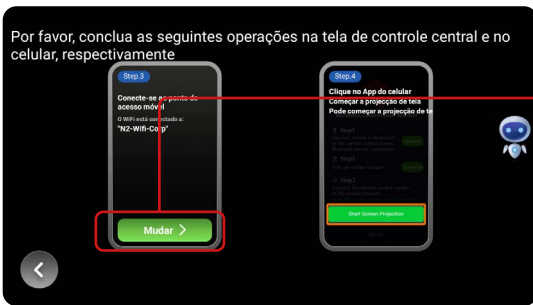 Por favor, conclua as seguintes operações na tela de controle central e no
celular, respectivamente
Step.3
Conecte-se no ponto de
acesso móvel
O WiFi está conectado a:
"N2-Wifi-Corp"
Mudar
Step.4
Clique no App do celular
Começar a projecção de tela
Pode começar a projecção de te
Step1
Step2
Step3
Start Screen Projection